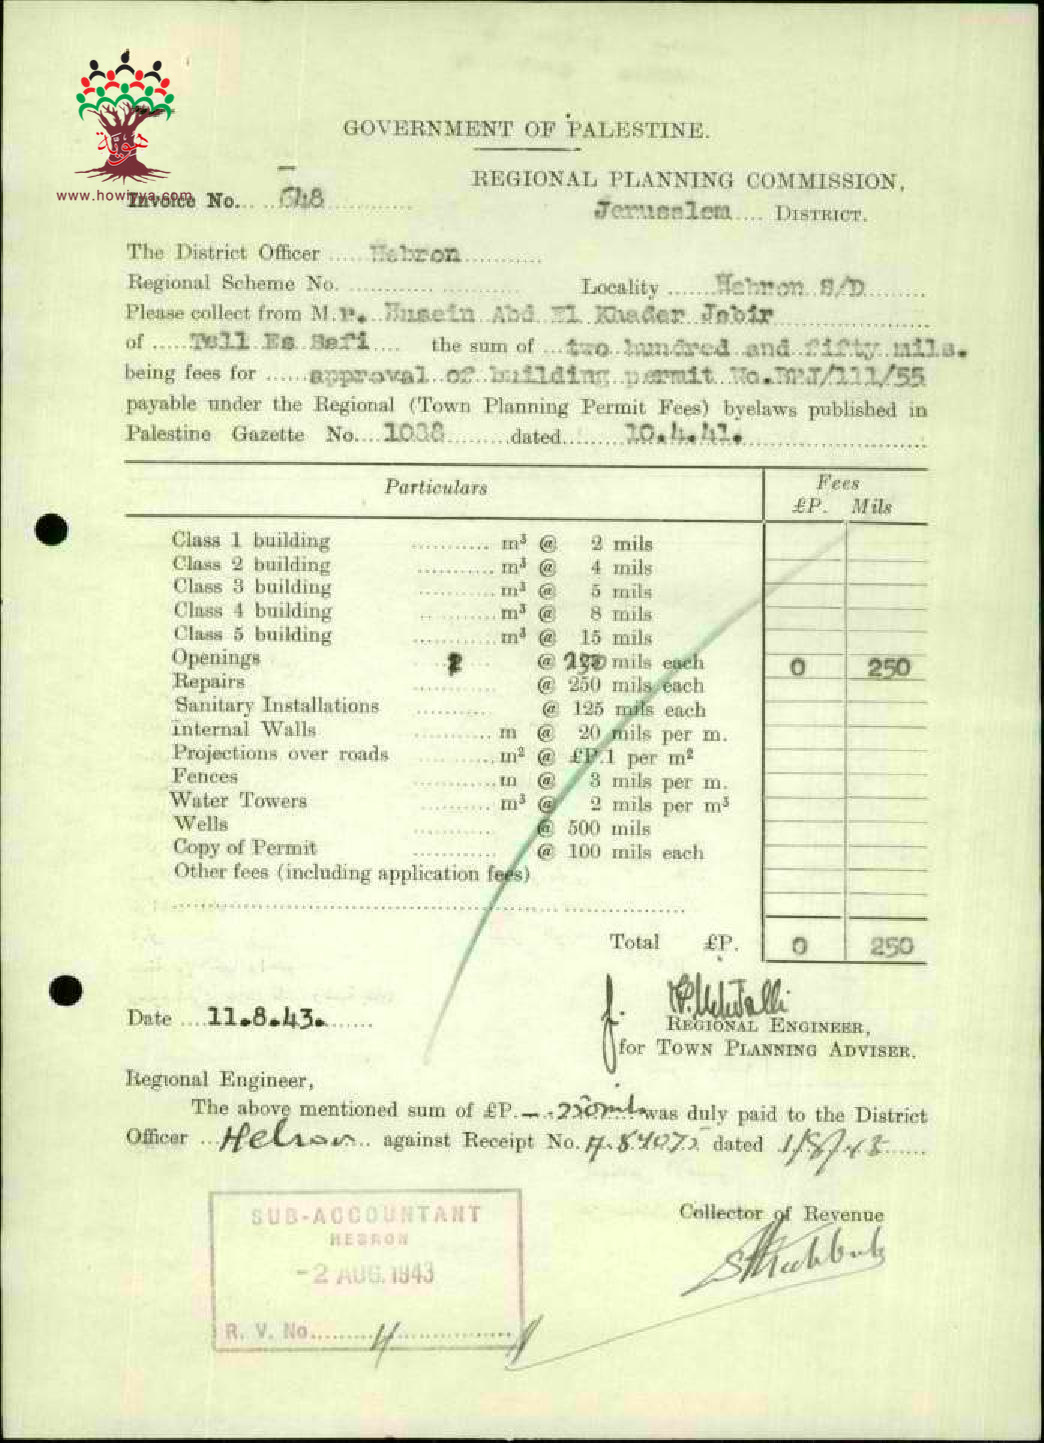 هوية
www.howiyya.com
GOVERNMENT OF PALESTINE.
REGIONAL PLANNING COMMISSION,
Invoice No. 548
Jerusalem DISTRICT.
The District Officer Hebron
Regional Scheme No. Locality Hebron S/D
Please collect from Mr. Husein Abd El Khader Jabir
of Tell Es Safi the sum of two hundred and fifty mils.
being fees for approval of building permit No.BPJ/111/55
payable under the Regional (Town Planning Permit Fees) byelaws published in
Palestine Gazette No. 1088 dated 10.4.41.
Particulars Fees
£P. Mils
Class 1 building m³ @ 2 mils
Class 2 building m³ @ 4 mils
Class 3 building m³ @ 5 mils
Class 4 building m³ @ 8 mils
Class 5 building m³ @ 15 mils
Openings @ mils each 0 250
Repairs @ 250 mils each
Sanitary Installations @ 125 mils each
Internal Walls m @ 20 mils per m.
Projections over roads m² @ £P.1 per m²
Fences m @ 3 mils per m.
Water Towers m³ @ 2 mils per m³
Wells @ 500 mils
Copy of Permit @ 100 mils each
Other fees (including application fees)
Total £P. 0 250
Date 11.8.43.
REGIONAL ENGINEER,
for TOWN PLANNING ADVISER.
Regional Engineer,
The above mentioned sum of £P. — .250 mls was duly paid to the District
Officer Hebron against Receipt No. dated
SUB-ACCOUNTANT
HEBRON
-2 AUG. 1943
R. V. No. 4
Collector of Revenue